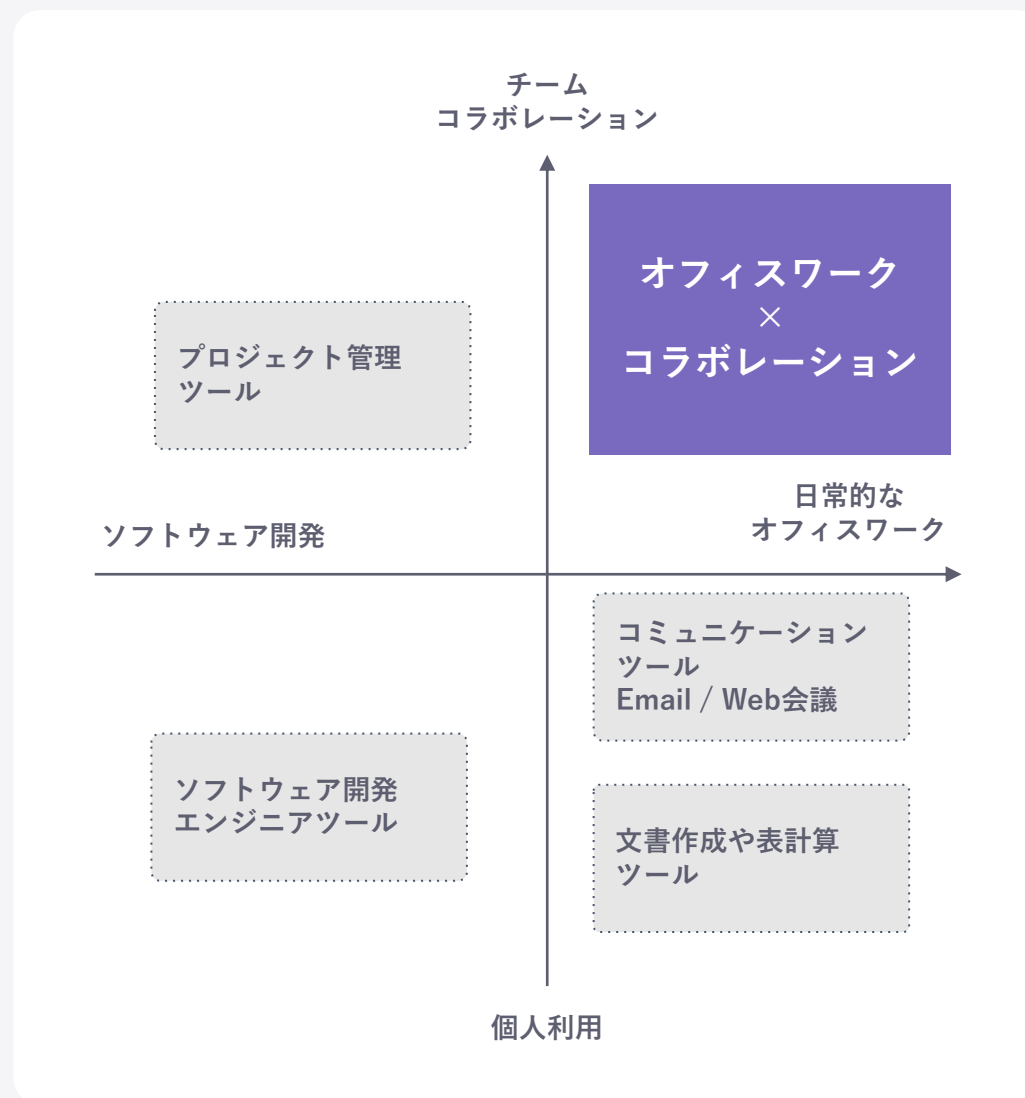 チーム
コラボレーション
オフィスワーク
×
コラボレーション
プロジェクト管理
ツール
日常的な
オフィスワーク
ソフトウェア開発
コミュニケーション
ツール
Email / Web会議
ソフトウェア開発
エンジニアツール
文書作成や表計算
ツール
個人利用